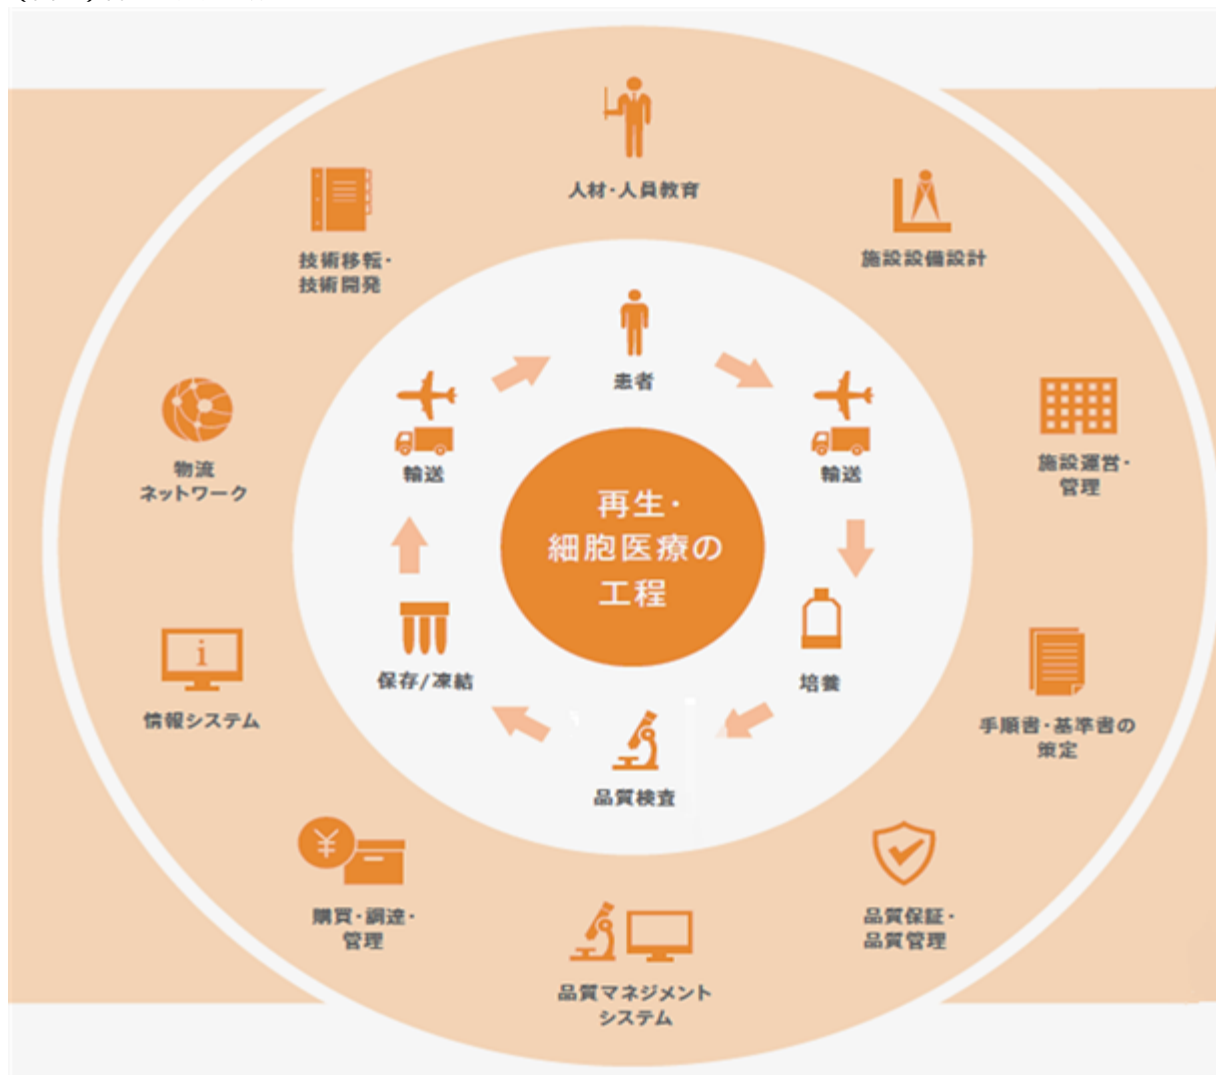 人材・人員教育
施設設備設計
技術移転・
技術開発
患者
輸送
輸送
物流
ネットワーク
施設運営・
管理
再生・
細胞医療の
工程
i
情報システム
保存/凍結
培養
手順書・基準書の
策定
品質検査
¥
購買・調達・
管理
品質保証・
品質管理
品質マネジメント
システム